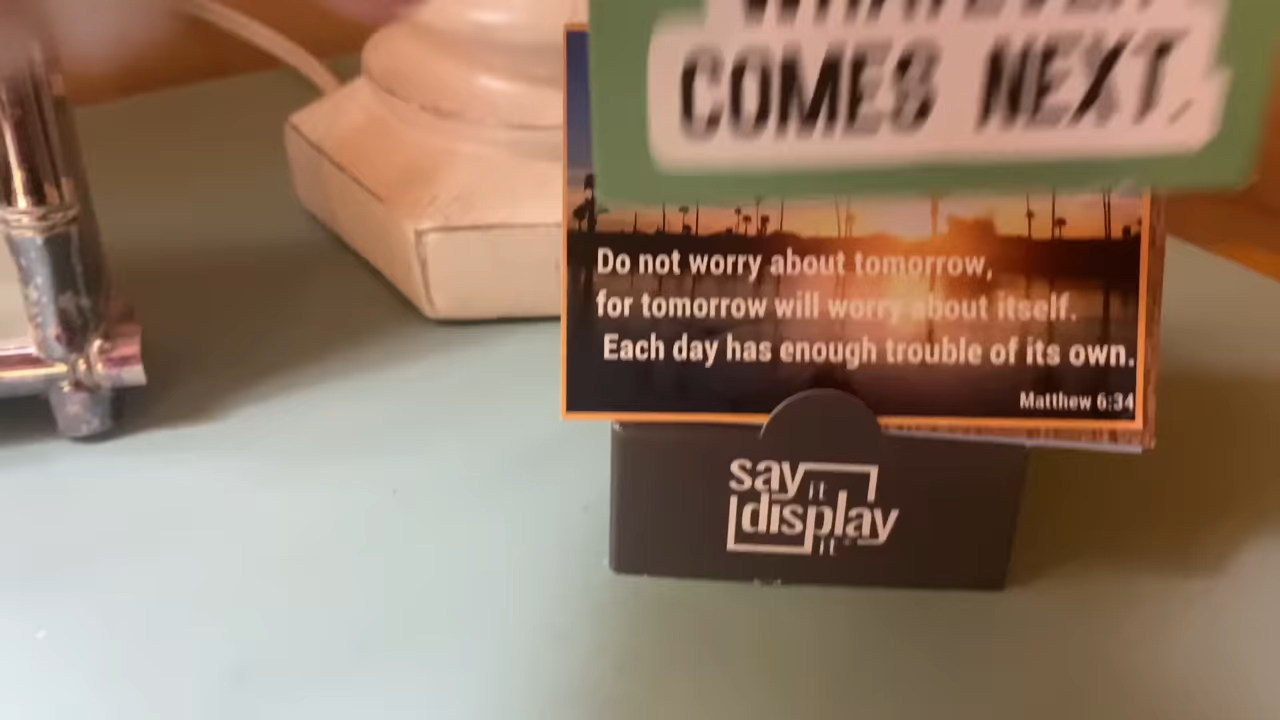 WHATEVER
COMES NEXT.
Do not worry about tomorrow,
for tomorrow will worry about itself.
Each day has enough trouble of its own.
Matthew 6:34
say it
display
it